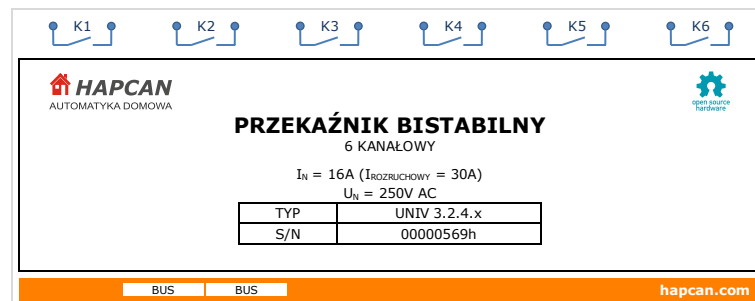 K1 K2 K3 K4 K5 K6
HAPCAN
AUTOMATYKA DOMOWA
open source
hardware
PRZEKAŹNIK BISTABILNY
6 KANAŁOWY
IN = 16A (IROZRUCHOWY = 30A)
UN = 250V AC
TYP UNIV 3.2.4.x
S/N 00000569h
BUS BUS hapcan.com